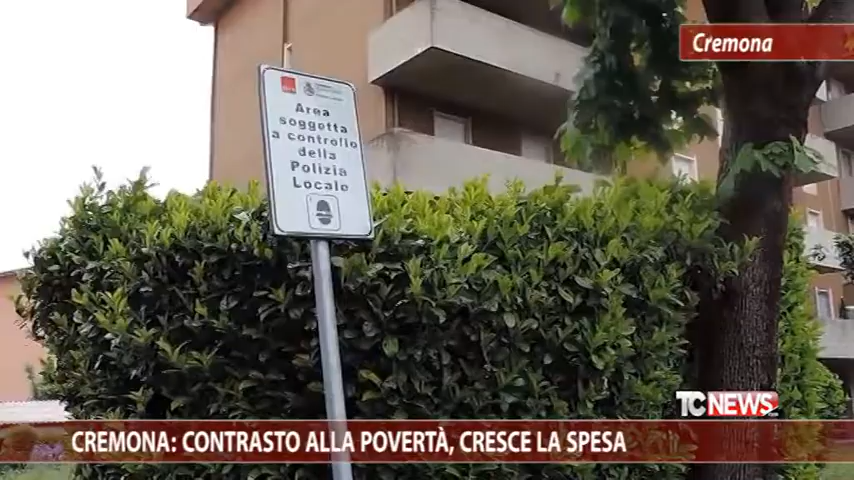 Cremona
Area
soggetta
a controllo
della
Polizia
Locale
TCNEWS
CREMONA: CONTRASTO ALLA POVERTÀ, CRESCE LA SPESA